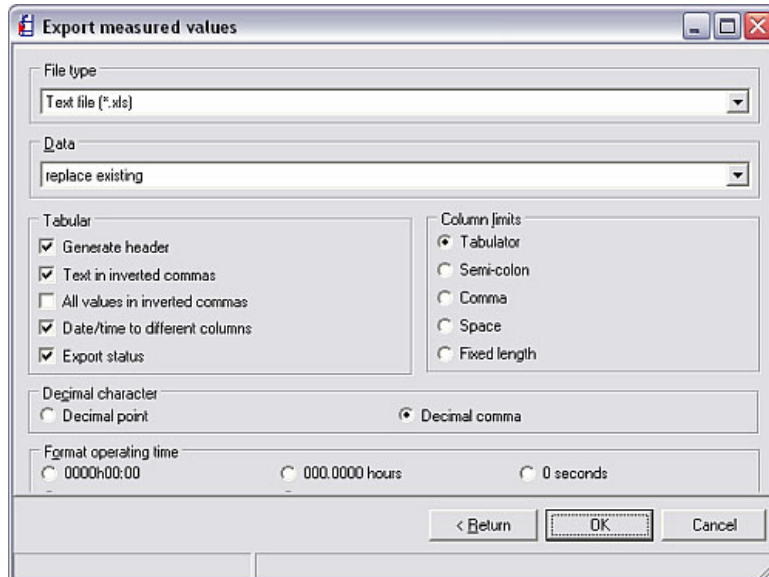 Export measured values
File type
Text file (*.xls)
Data
replace existing
Tabular
Generate header
Text in inverted commas
All values in inverted commas
Date/time to different columns
Export status
Column limits
Tabulator
Semi-colon
Comma
Space
Fixed length
Decimal character
Decimal point
Decimal comma
Format operating time
0000h00:00
000.0000 hours
0 seconds
< Return
OK
Cancel